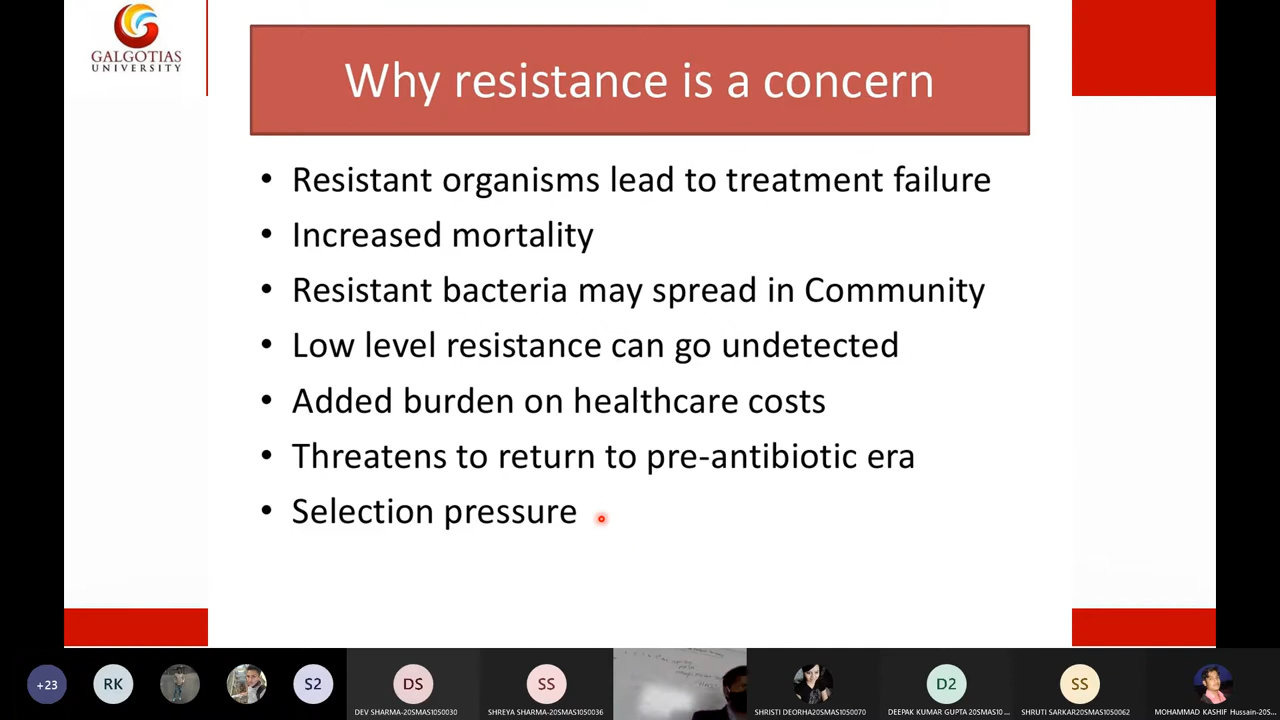 GALGOTIAS
UNIVERSITY
Why resistance is a concern
• Resistant organisms lead to treatment failure
• Increased mortality
• Resistant bacteria may spread in Community
• Low level resistance can go undetected
• Added burden on healthcare costs
• Threatens to return to pre-antibiotic era
• Selection pressure
+23
RK
S2
DS
SS
D2
SS
DEV SHARMA-20SMAS1050030
SHREYA SHARMA-20SMAS1050036
SHRISTI DEORHA20SMAS1050070
DEEPAK KUMAR GUPTA 20SMAS10 ...
SHRUTI SARKAR20SMAS1050062
MOHAMMAD KASHIF Hussain-20S...